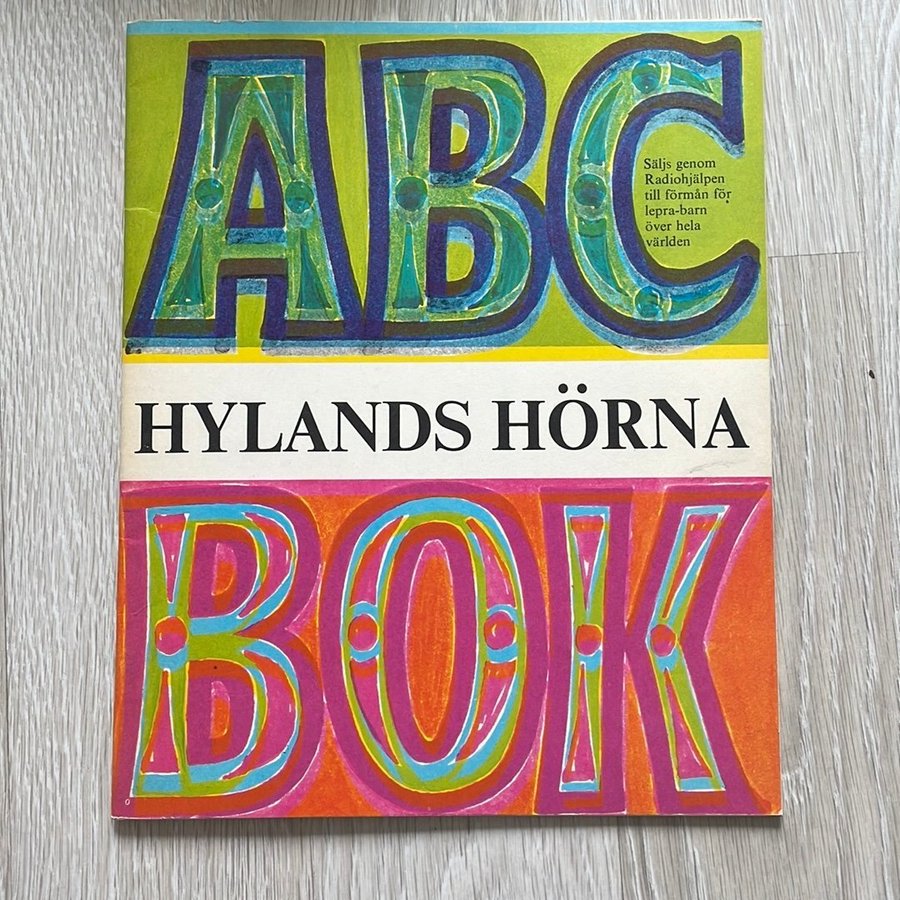 ABC
Säljs genom
Radiohjälpen
till förmån för
lepra-barn
över hela
världen
HYLANDS HÖRNA
BOK